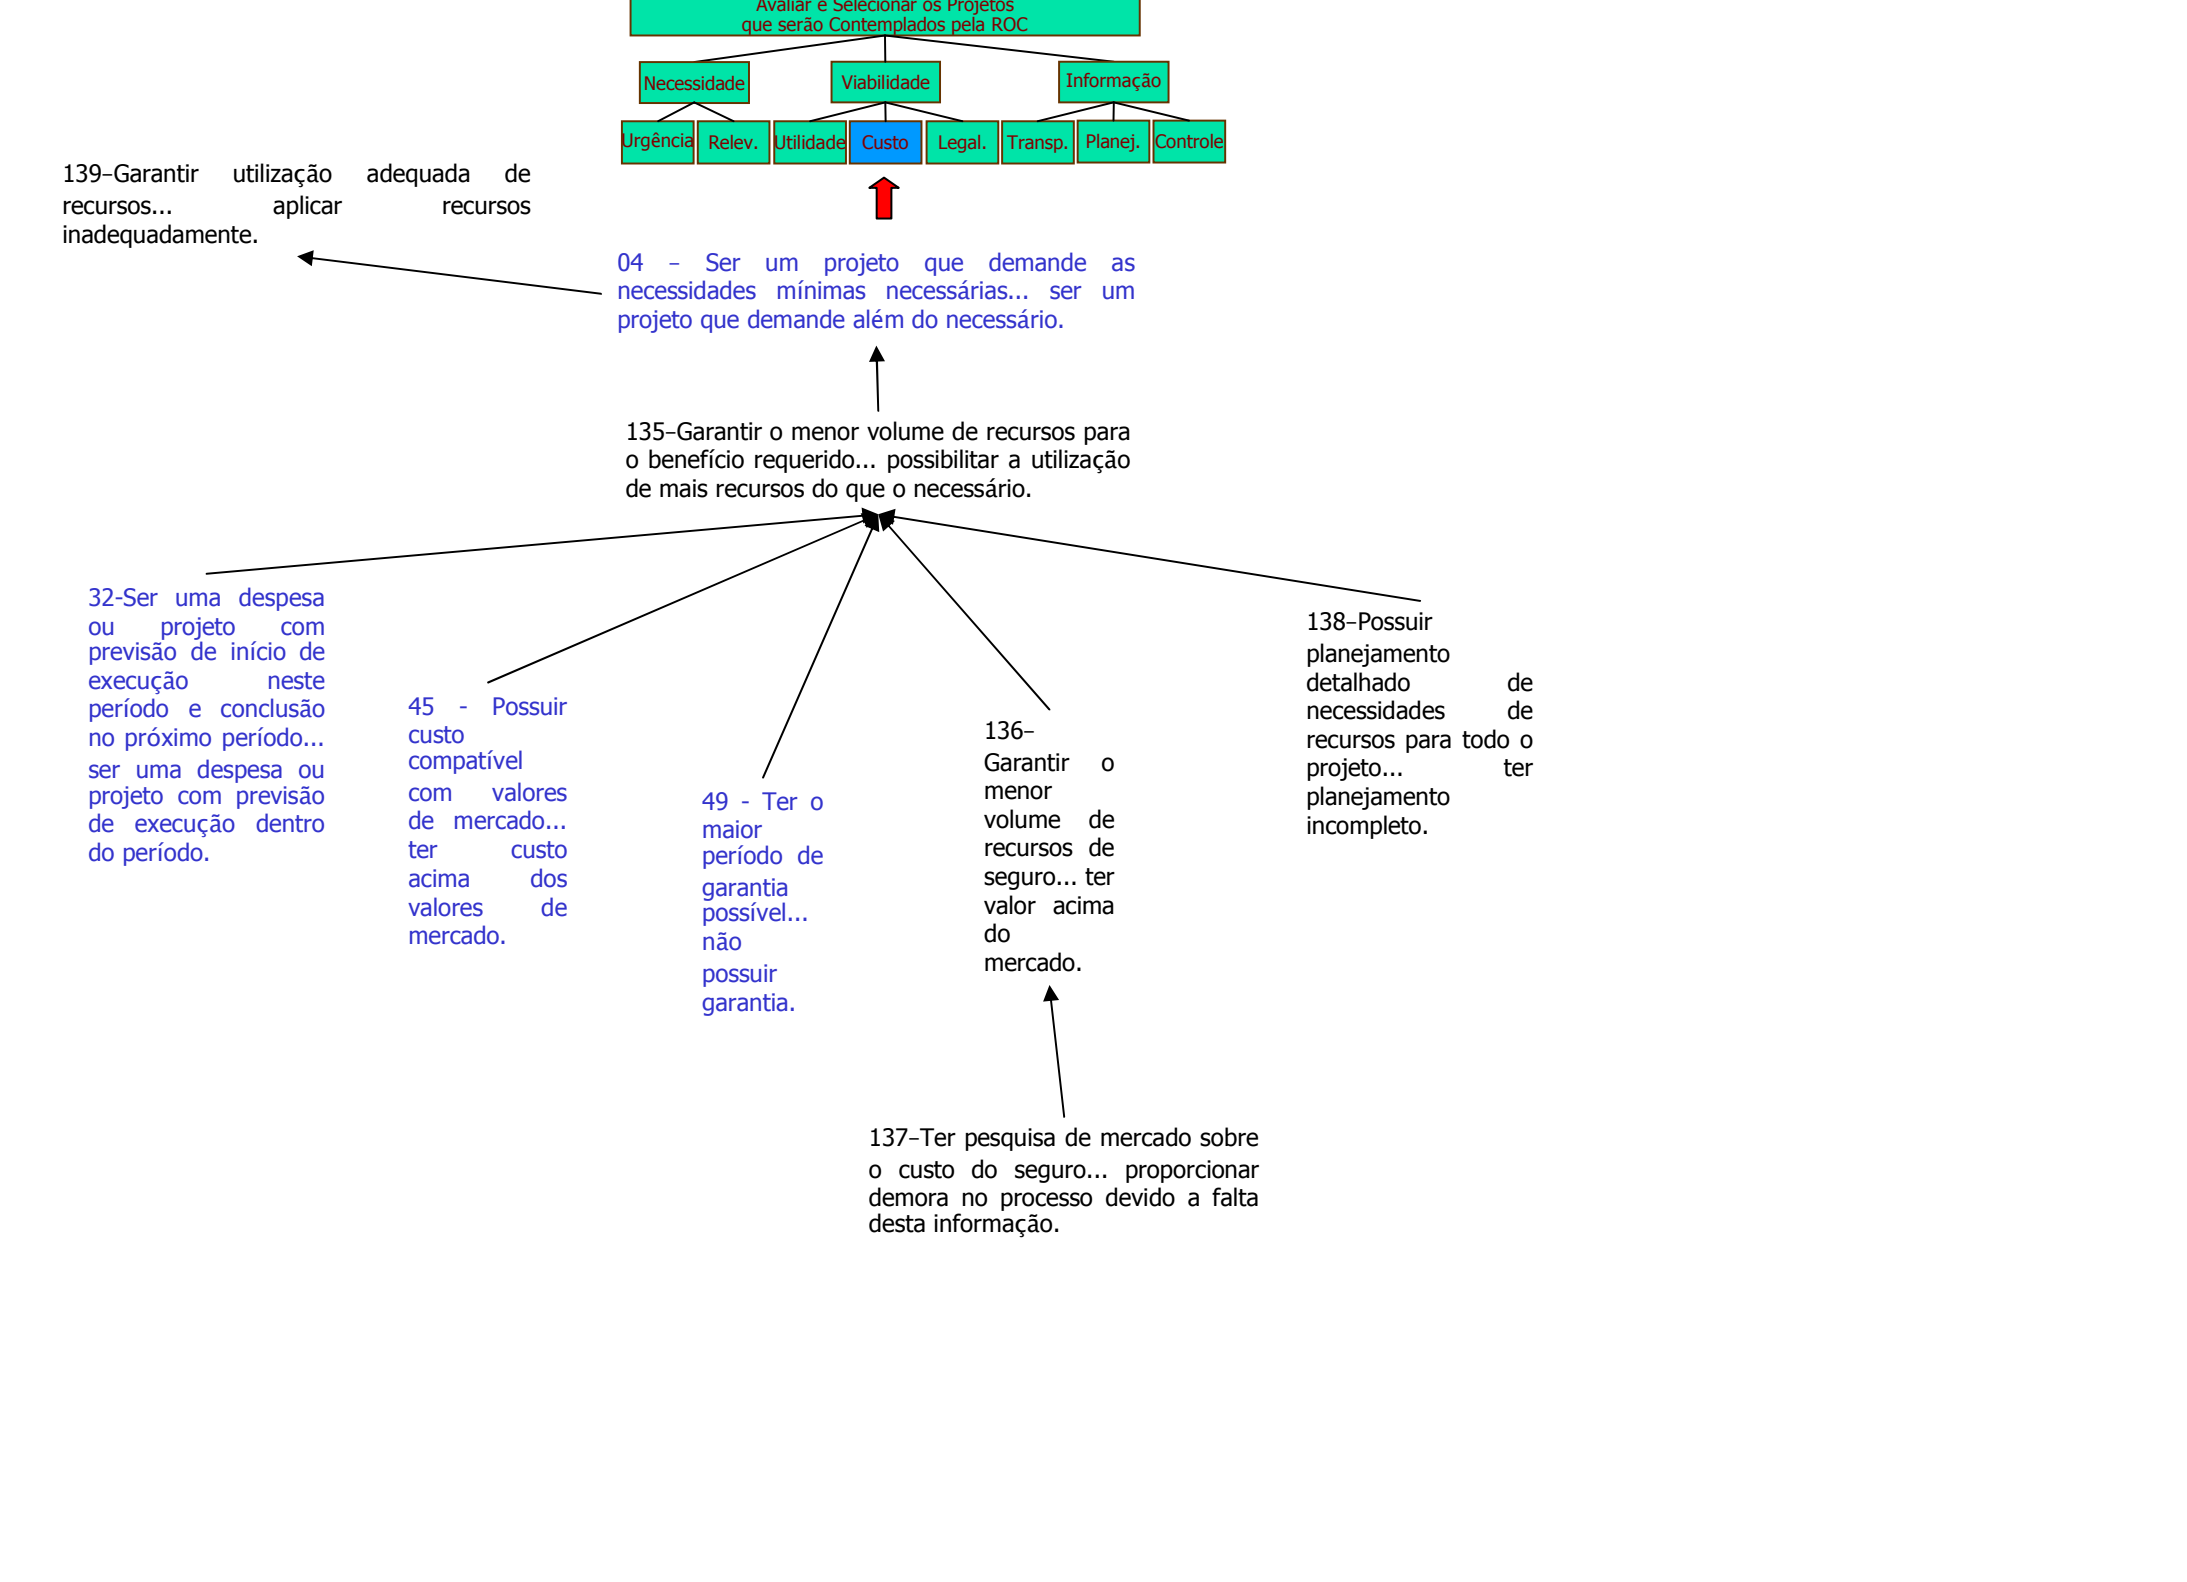 Avaliar e Selecionar os Projetos
que serão Contemplados pela ROC
Necessidade
Viabilidade
Informação
Urgência
Relev.
Utilidade
Custo
Legal.
Transp.
Planej.
Controle
139–Garantir utilização adequada de
recursos... aplicar recursos
inadequadamente.
04 – Ser um projeto que demande as
necessidades mínimas necessárias... ser um
projeto que demande além do necessário.
135–Garantir o menor volume de recursos para
o benefício requerido... possibilitar a utilização
de mais recursos do que o necessário.
32-Ser uma despesa
ou projeto com
previsão de início de
execução neste
período e conclusão
no próximo período...
ser uma despesa ou
projeto com previsão
de execução dentro
do período.
45 - Possuir
custo
compatível
com valores
de mercado...
ter custo
acima dos
valores de
mercado.
49 - Ter o
maior
período de
garantia
possível...
não
possuir
garantia.
136–
Garantir o
menor
volume de
recursos de
seguro... ter
valor acima
do
mercado.
138–Possuir
planejamento
detalhado de
necessidades de
recursos para todo o
projeto... ter
planejamento
incompleto.
137–Ter pesquisa de mercado sobre
o custo do seguro... proporcionar
demora no processo devido a falta
desta informação.